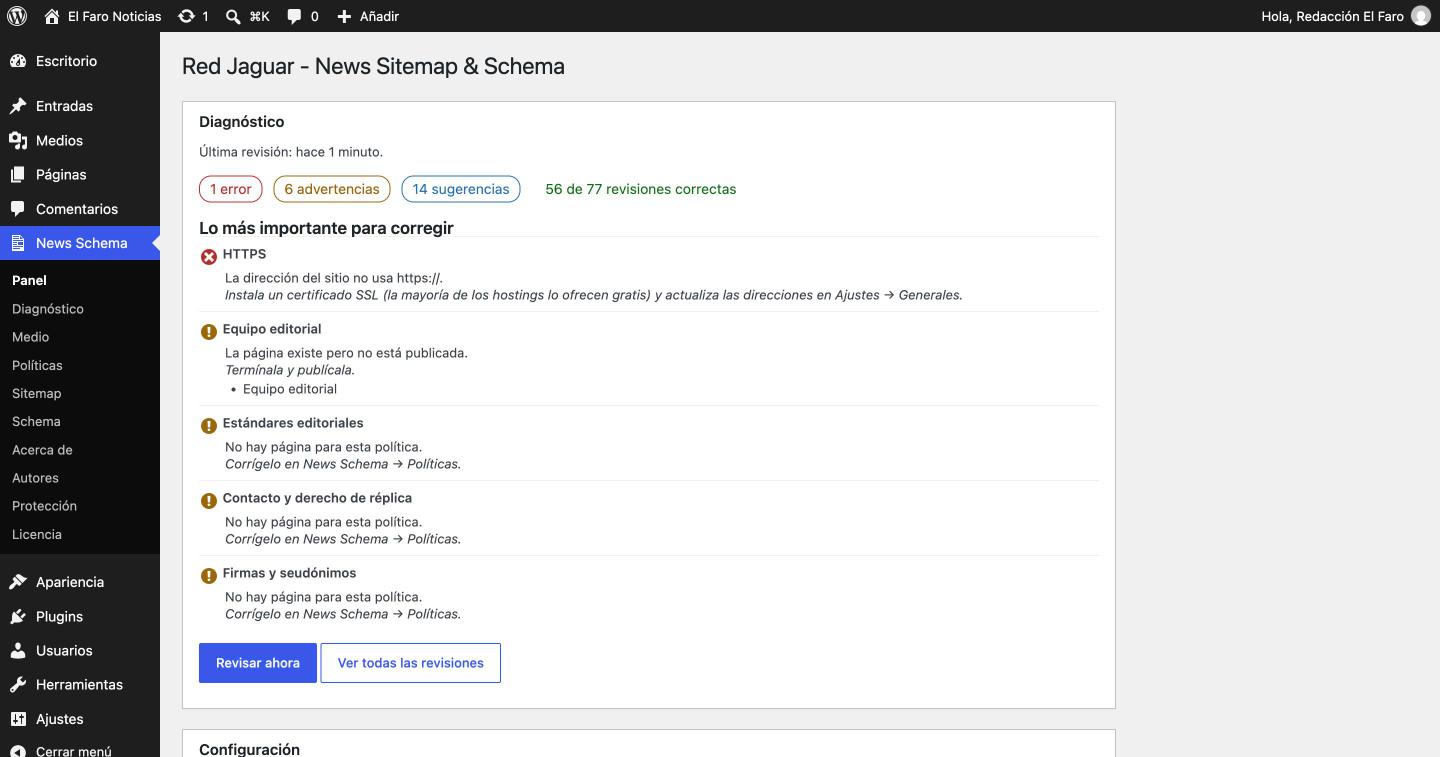 El Faro Noticias 1 ⌘K 0 Añadir Hola, Redacción El Faro
Escritorio
Entradas
Medios
Páginas
Comentarios
News Schema
Panel
Diagnóstico
Medio
Políticas
Sitemap
Schema
Acerca de
Autores
Protección
Licencia
Apariencia
Plugins
Usuarios
Herramientas
Ajustes
Cerrar menú
Red Jaguar - News Sitemap & Schema
Diagnóstico
Última revisión: hace 1 minuto.
1 error 6 advertencias 14 sugerencias 56 de 77 revisiones correctas
Lo más importante para corregir
HTTPS
La dirección del sitio no usa https://.
Instala un certificado SSL (la mayoría de los hostings lo ofrecen gratis) y actualiza las direcciones en Ajustes → Generales.
Equipo editorial
La página existe pero no está publicada.
Termínala y publícala.
• Equipo editorial
Estándares editoriales
No hay página para esta política.
Corrígelo en News Schema → Políticas.
Contacto y derecho de réplica
No hay página para esta política.
Corrígelo en News Schema → Políticas.
Firmas y seudónimos
No hay página para esta política.
Corrígelo en News Schema → Políticas.
Revisar ahora Ver todas las revisiones
Configuración